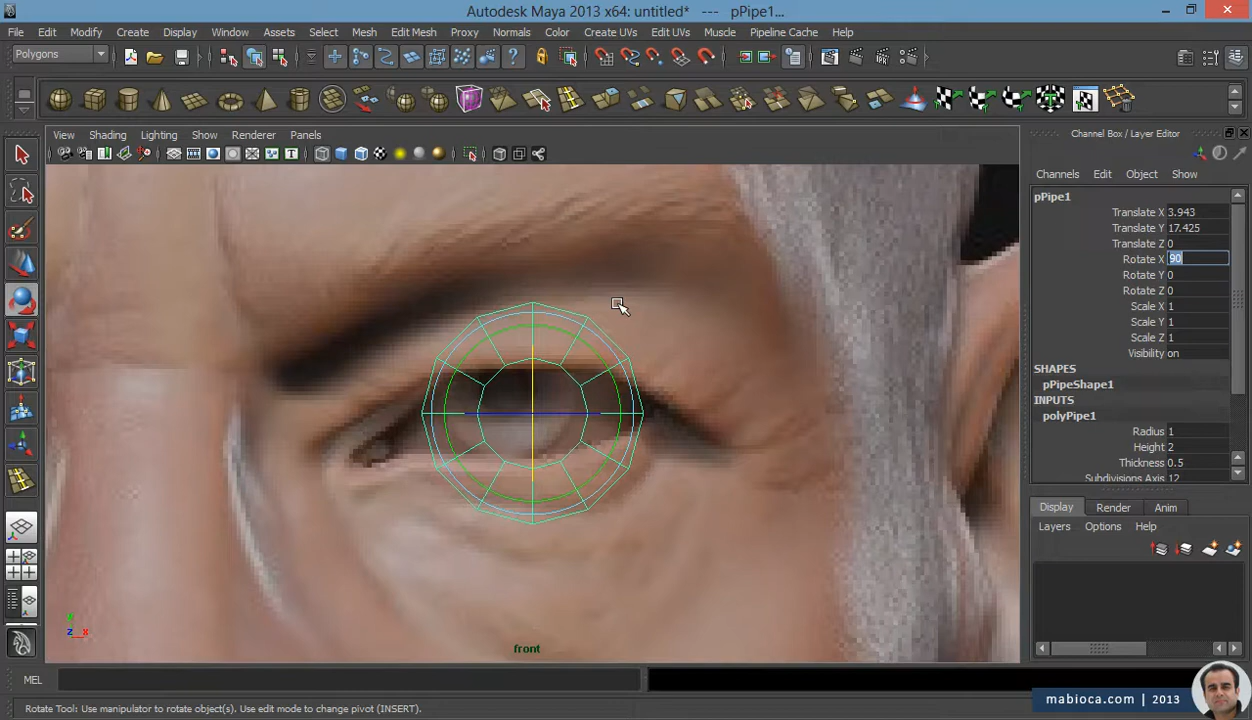 Autodesk Maya 2013 x64: untitled* --- pPipe1...
File Edit Modify Create Display Window Assets Select Mesh Edit Mesh Proxy Normals Color Create UVs Edit UVs Muscle Pipeline Cache Help
Polygons
View Shading Lighting Show Renderer Panels
Channel Box / Layer Editor
Channels Edit Object Show
pPipe1
Translate X 3.943
Translate Y 17.425
Translate Z 0
Rotate X 90
Rotate Y 0
Rotate Z 0
Scale X 1
Scale Y 1
Scale Z 1
Visibility on
SHAPES
pPipeShape1
INPUTS
polyPipe1
Radius 1
Height 2
Thickness 0.5
Subdivisions Axis 12
Display Render Anim
Layers Options Help
y
z x
front
MEL
mabioca.com | 2013
Rotate Tool: Use manipulator to rotate object(s). Use edit mode to change pivot (INSERT).